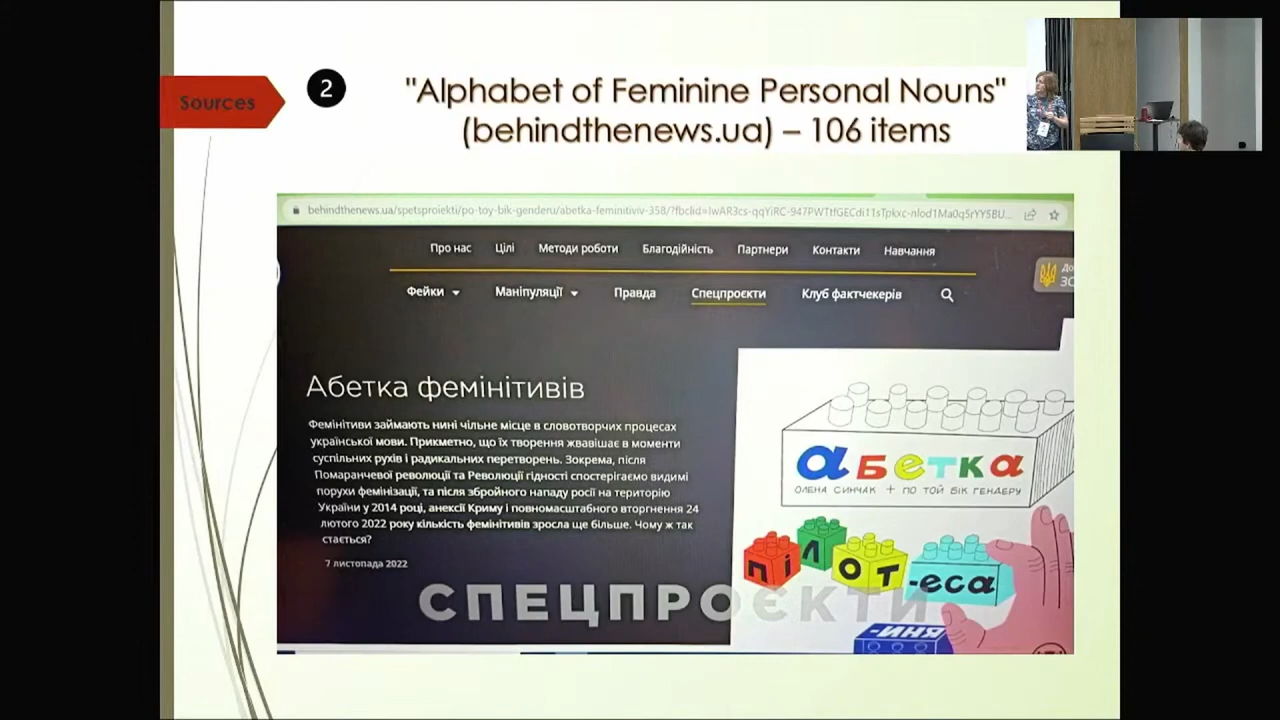 Sources
2
"Alphabet of Feminine Personal Nouns"
(behindthenews.ua) – 106 items
Про нас Цілі Методи роботи Благодійність Партнери Контакти Навчання
Фейки Маніпуляції Правда Спецпроєкти Клуб фактчекерів
Абетка фемінітивів
Фемінітиви займають нині чільне місце в словотворчих процесах
української мови. Прикметно, що їх творення жвавішає в моменти
суспільних рухів і радикальних перетворень. Зокрема, після
Помаранчевої революції та Революції гідності спостерігаємо видимі
порухи фемінізації, та після збройного нападу росії на територію
України у 2014 році, анексії Криму і повномасштабного вторгнення 24
лютого 2022 року кількість фемінітивів зросла ще більше. Чому ж так
стається?
7 листопада 2022
СПЕЦПРОЄКТИ
абетка
ОЛЕНА СИНЧАК + ПО ТОЙ БІК ГЕНДЕРУ
пілот-еса
-ИНЯ